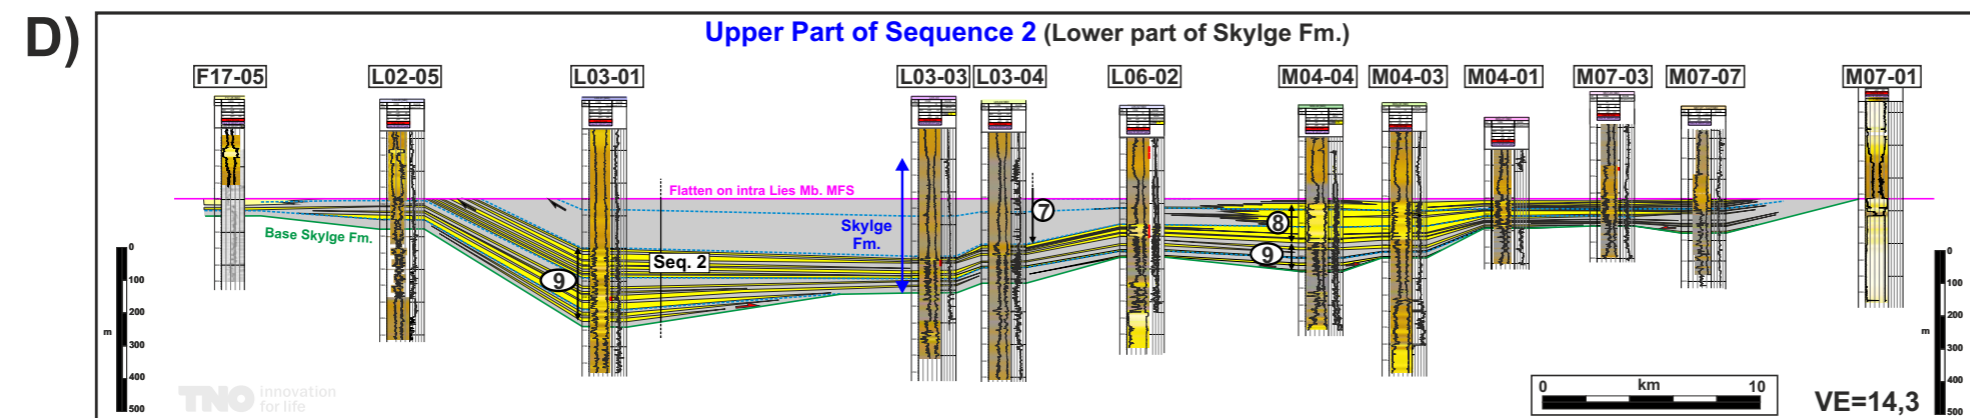 D)
Upper Part of Sequence 2 (Lower part of Skylge Fm.)
F17-05
L02-05
L03-01
L03-03
L03-04
L06-02
M04-04
M04-03
M04-01
M07-03
M07-07
M07-01
Flatten on intra Lies Mb. MFS
7
8
Skylge
Fm.
Base Skylge Fm.
Seq. 2
9
9
0
100
200
300
400
500
m
0
100
200
300
400
500
m
TNO innovation
for life
0 km 10
VE=14,3